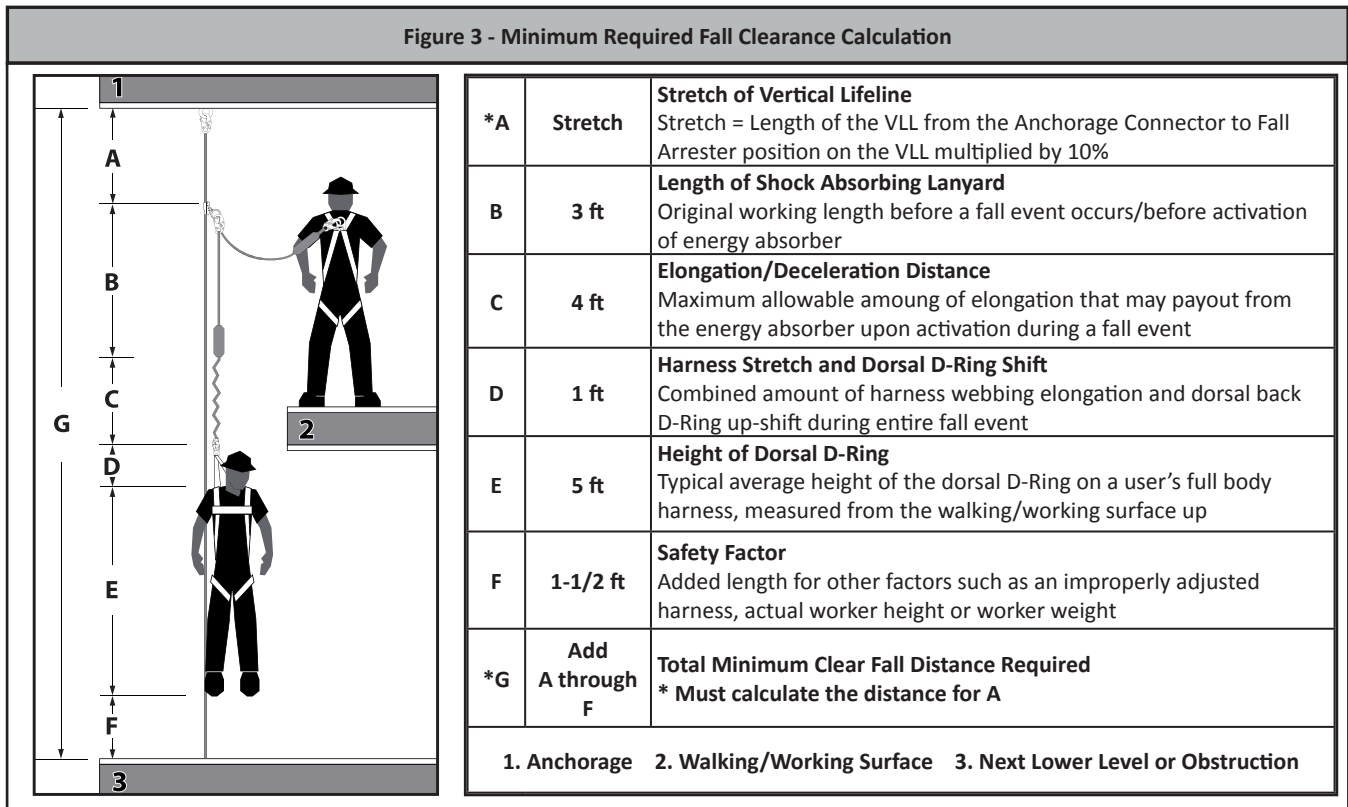 Figure 3 - Minimum Required Fall Clearance Calculation
1
A
B
C
G
D
E
F
2
3
*A
Stretch
Stretch of Vertical Lifeline
Stretch = Length of the VLL from the Anchorage Connector to Fall
Arrester position on the VLL multiplied by 10%
B
3 ft
Length of Shock Absorbing Lanyard
Original working length before a fall event occurs/before activation
of energy absorber
C
4 ft
Elongation/Deceleration Distance
Maximum allowable amoung of elongation that may payout from
the energy absorber upon activation during a fall event
D
1 ft
Harness Stretch and Dorsal D-Ring Shift
Combined amount of harness webbing elongation and dorsal back
D-Ring up-shift during entire fall event
E
5 ft
Height of Dorsal D-Ring
Typical average height of the dorsal D-Ring on a user’s full body
harness, measured from the walking/working surface up
F
1-1/2 ft
Safety Factor
Added length for other factors such as an improperly adjusted
harness, actual worker height or worker weight
*G
Add
A through
F
Total Minimum Clear Fall Distance Required
* Must calculate the distance for A
1. Anchorage 2. Walking/Working Surface 3. Next Lower Level or Obstruction